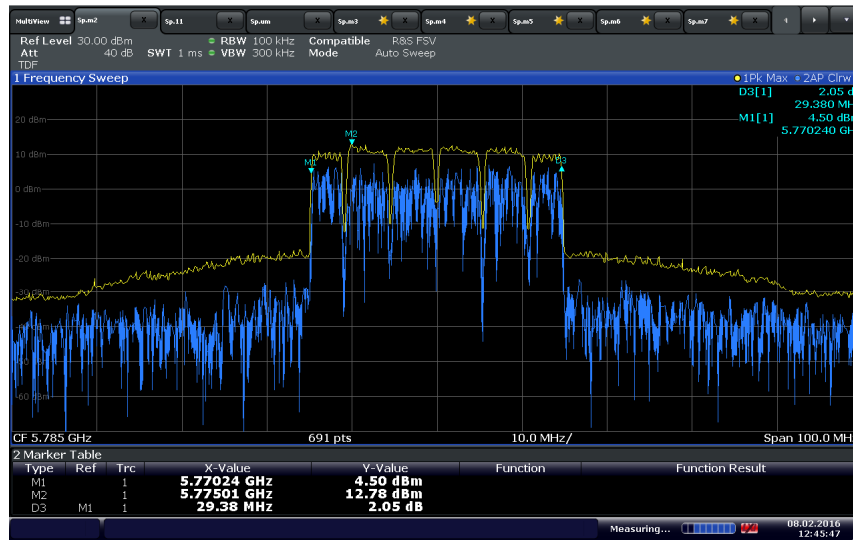 MultiView Sp.m2 X Sp.11 X Sp.um X Sp.m3 X Sp.m4 X Sp.m5 X Sp.m6 X Sp.m7 X
Ref Level 30.00 dBm RBW 100 kHz Compatible R&S FSV
Att 40 dB SWT 1 ms VBW 300 kHz Mode Auto Sweep
TDF
1 Frequency Sweep 1Pk Max 2AP Clrw
D3[1] 2.05 d
29.380 MH
M1[1] 4.50 dBm
5.770240 GH
20 dBm
M2
10 dBm
M1 D3
0 dBm
-10 dBm
-20 dBm
-30 dBm
-60 dBm
CF 5.785 GHz 691 pts 10.0 MHz/ Span 100.0 MH
2 Marker Table
Type Ref Trc X-Value Y-Value Function Function Result
M1 1 5.77024 GHz 4.50 dBm
M2 1 5.77501 GHz 12.78 dBm
D3 M1 1 29.38 MHz 2.05 dB
Measuring... 08.02.2016
12:45:47